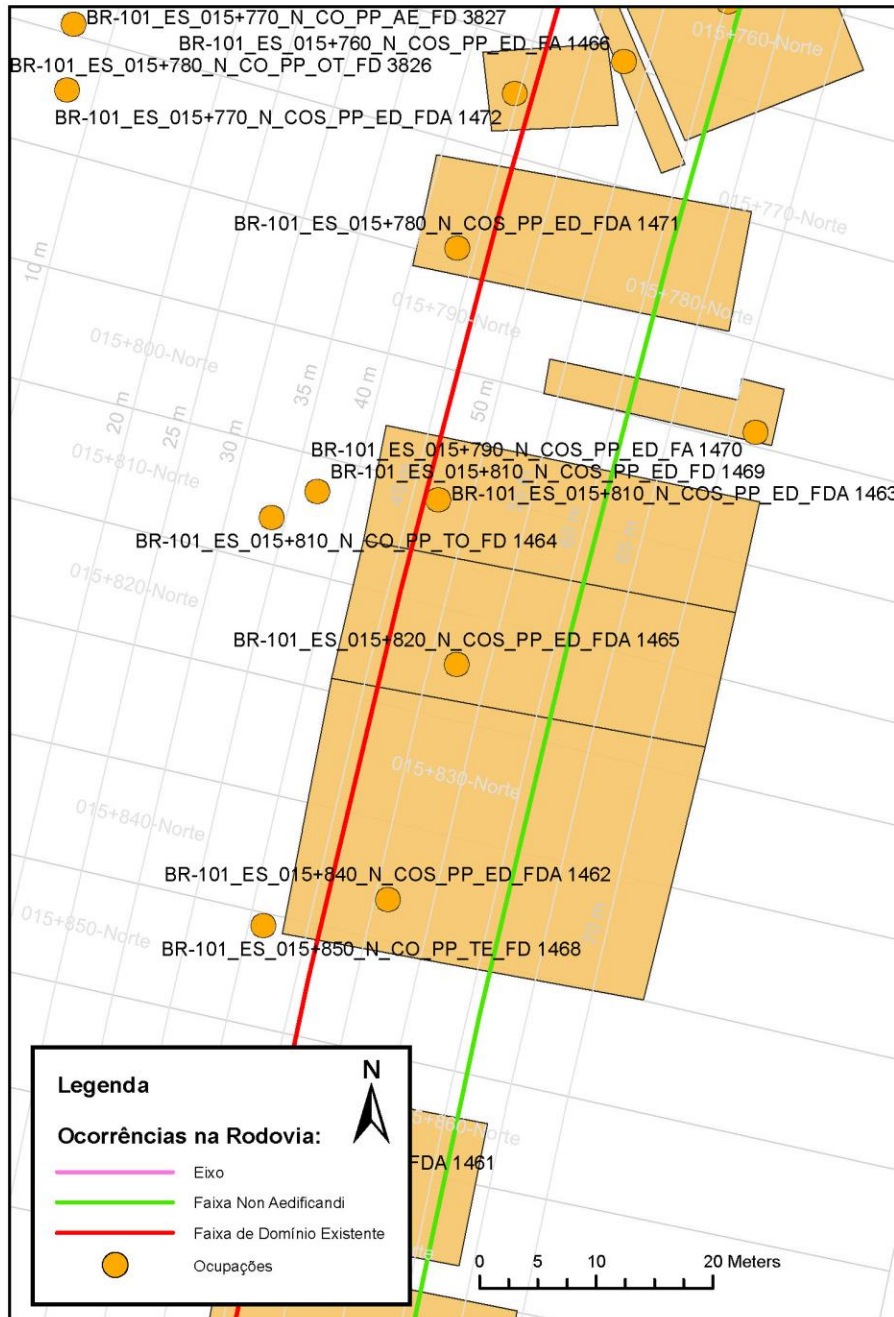 BR-101_ES_015+770_N_CO_PP_AE_FD 3827
015+760-Norte
BR-101_ES_015+760_N_COS_PP_ED_FA 1466
BR-101_ES_015+780_N_CO_PP_OT_FD 3826
BR-101_ES_015+770_N_COS_PP_ED_FDA 1472
015+770-Norte
BR-101_ES_015+780_N_COS_PP_ED_FDA 1471
10 m
015+780-Norte
015+790-Norte
015+800-Norte
20 m
25 m
30 m
35 m
40 m
50 m
BR-101_ES_015+790_N_COS_PP_ED_FA 1470
015+810-Norte
BR-101_ES_015+810_N_COS_PP_ED_FD 1469
BR-101_ES_015+810_N_COS_PP_ED_FDA 1463
BR-101_ES_015+810_N_CO_PP_TO_FD 1464
015+820-Norte
BR-101_ES_015+820_N_COS_PP_ED_FDA 1465
015+830-Norte
015+840-Norte
BR-101_ES_015+840_N_COS_PP_ED_FDA 1462
015+850-Norte
70 m
BR-101_ES_015+850_N_CO_PP_TE_FD 1468
Legenda
N
Ocorrências na Rodovia:
Eixo
Faixa Non Aedificandi
Faixa de Domínio Existente
Ocupações
5+860-Norte
FDA 1461
0 5 10 20 Meters